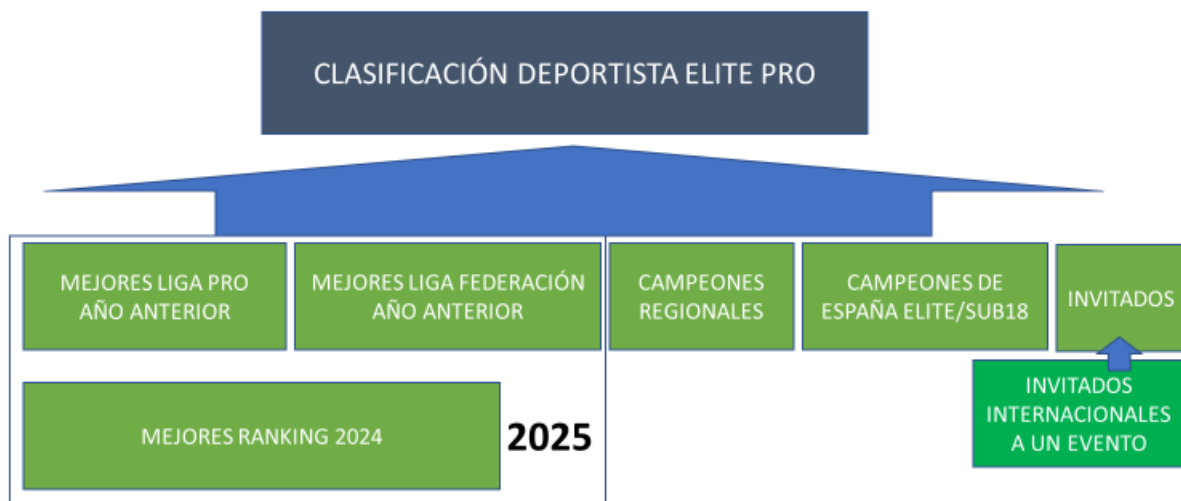 CLASIFICACIÓN DEPORTISTA ELITE PRO
MEJORES LIGA PRO
AÑO ANTERIOR
MEJORES LIGA FEDERACIÓN
AÑO ANTERIOR
CAMPEONES
REGIONALES
CAMPEONES DE
ESPAÑA ELITE/SUB18
INVITADOS
MEJORES RANKING 2024
2025
INVITADOS
INTERNACIONALES
A UN EVENTO